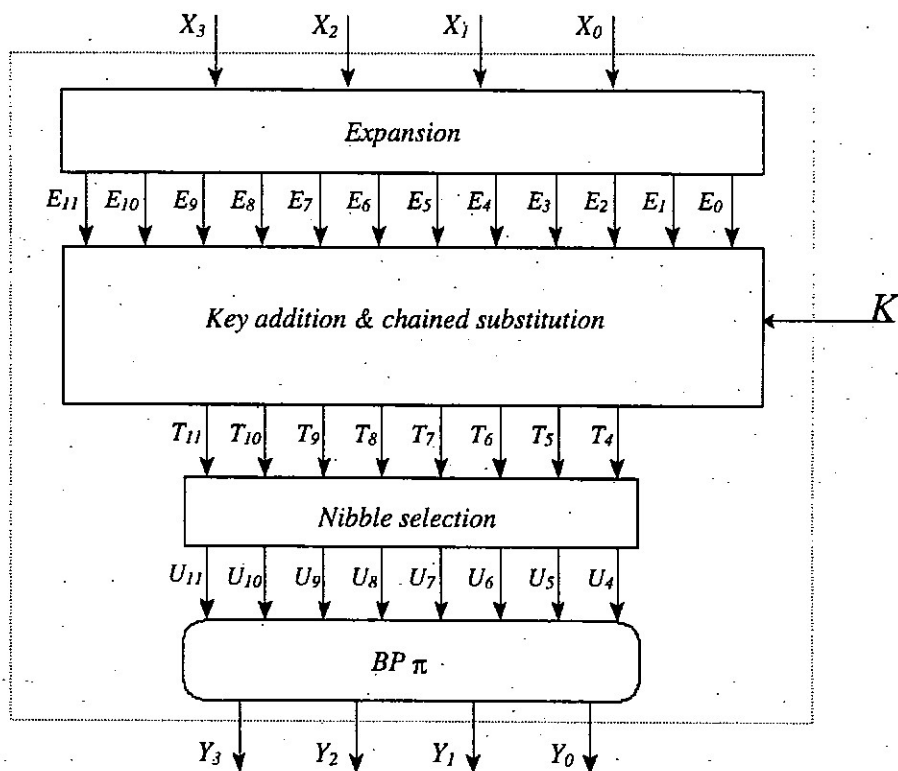 X₃ X₂ X₁ X₀
Expansion
E₁₁ E₁₀ E₉ E₈ E₇ E₆ E₅ E₄ E₃ E₂ E₁ E₀
Key addition & chained substitution
K
T₁₁ T₁₀ T₉ T₈ T₇ T₆ T₅ T₄
Nibble selection
U₁₁ U₁₀ U₉ U₈ U₇ U₆ U₅ U₄
BP π
Y₃ Y₂ Y₁ Y₀